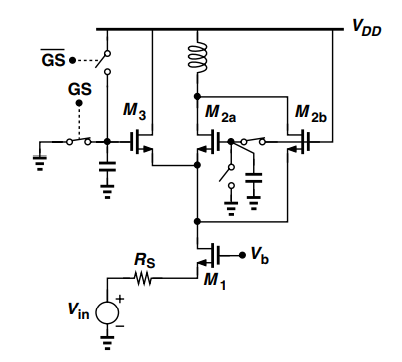 V_DD
GS̅
GS
M_3
M_2a
M_2b
R_S
V_b
M_1
V_in
+
−